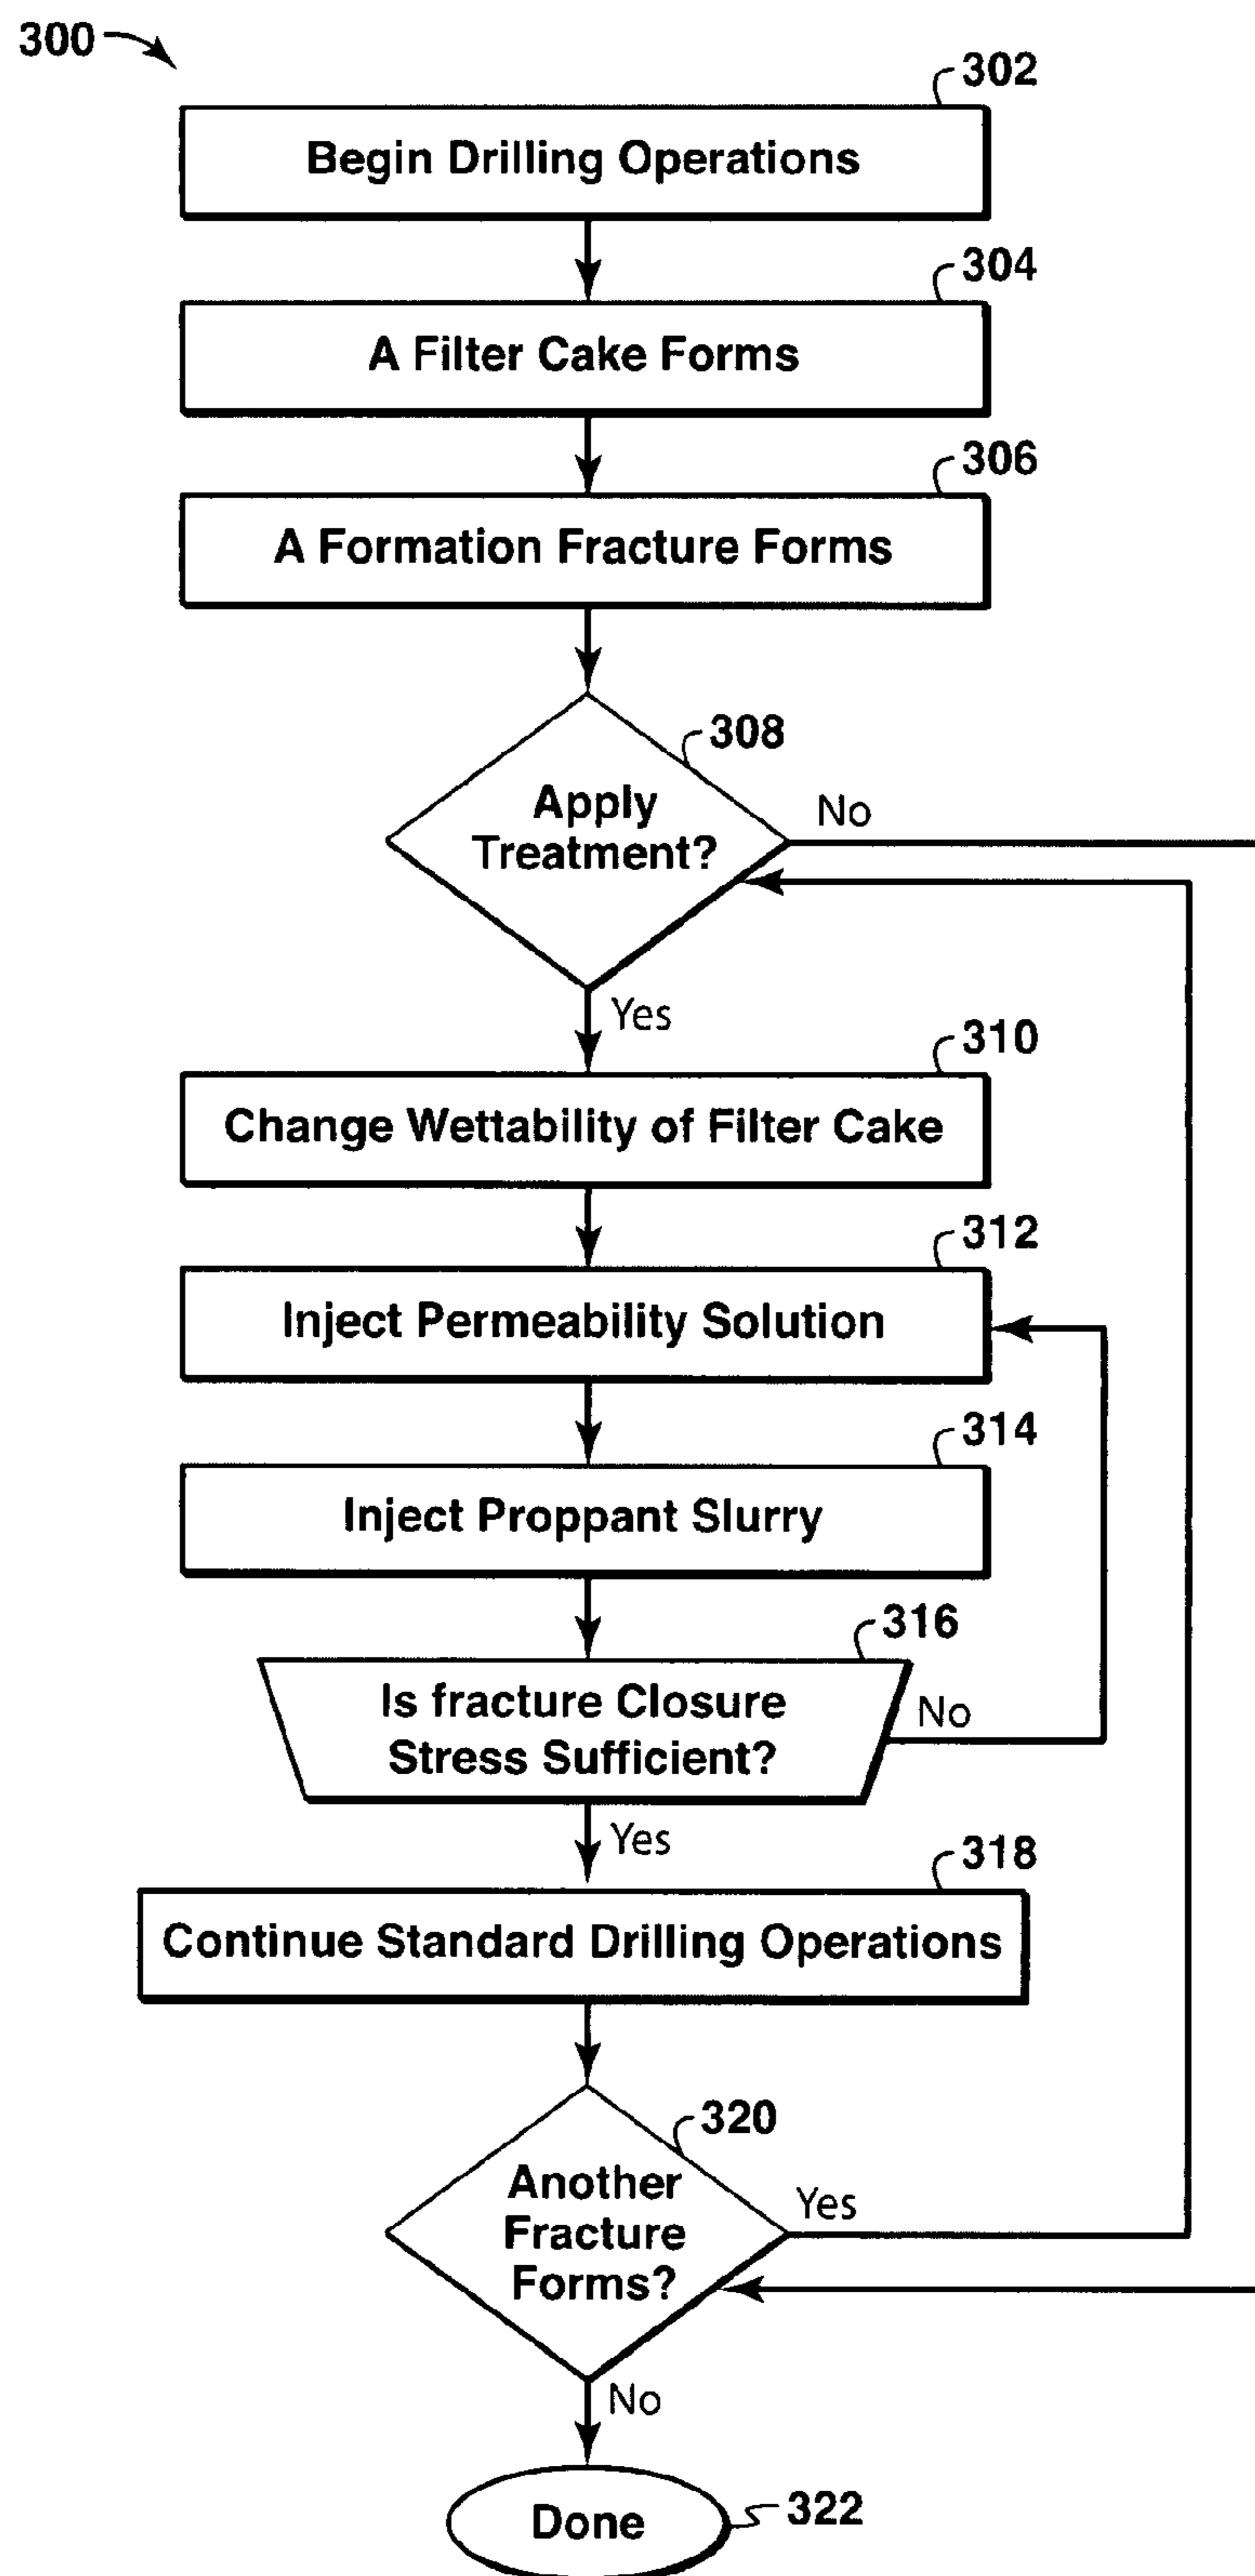 300
302
Begin Drilling Operations
304
A Filter Cake Forms
306
A Formation Fracture Forms
308
Apply
Treatment?
No
Yes
310
Change Wettability of Filter Cake
312
Inject Permeability Solution
314
Inject Proppant Slurry
316
Is fracture Closure
Stress Sufficient?
No
Yes
318
Continue Standard Drilling Operations
320
Another
Fracture
Forms?
Yes
No
Done
322